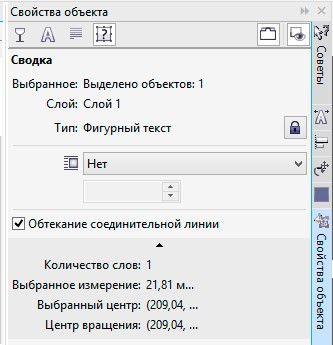 Свойства объекта
Сводка
Выбранное: Выделено объектов: 1
Слой: Слой 1
Тип: Фигурный текст
Нет
Обтекание соединительной линии
Количество слов: 1
Выбранное измерение: 21,81 м...
Выбранный центр: (209,04, ...
Центр вращения: (209,04, ...
Советы
Свойства объекта